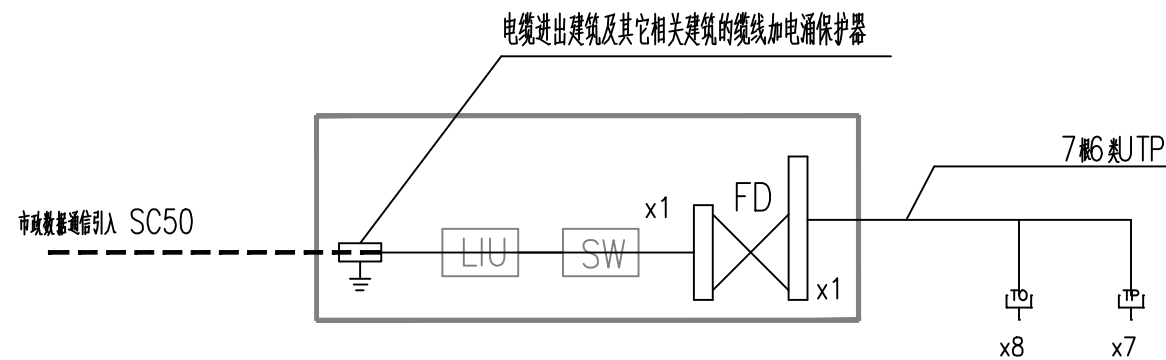 电缆进出建筑及其它相关建筑的缆线加电涌保护器
7根6类UTP
市政数据通信引入 SC50
x1
FD
LIU
SW
x1
TO
TP
x8
x7